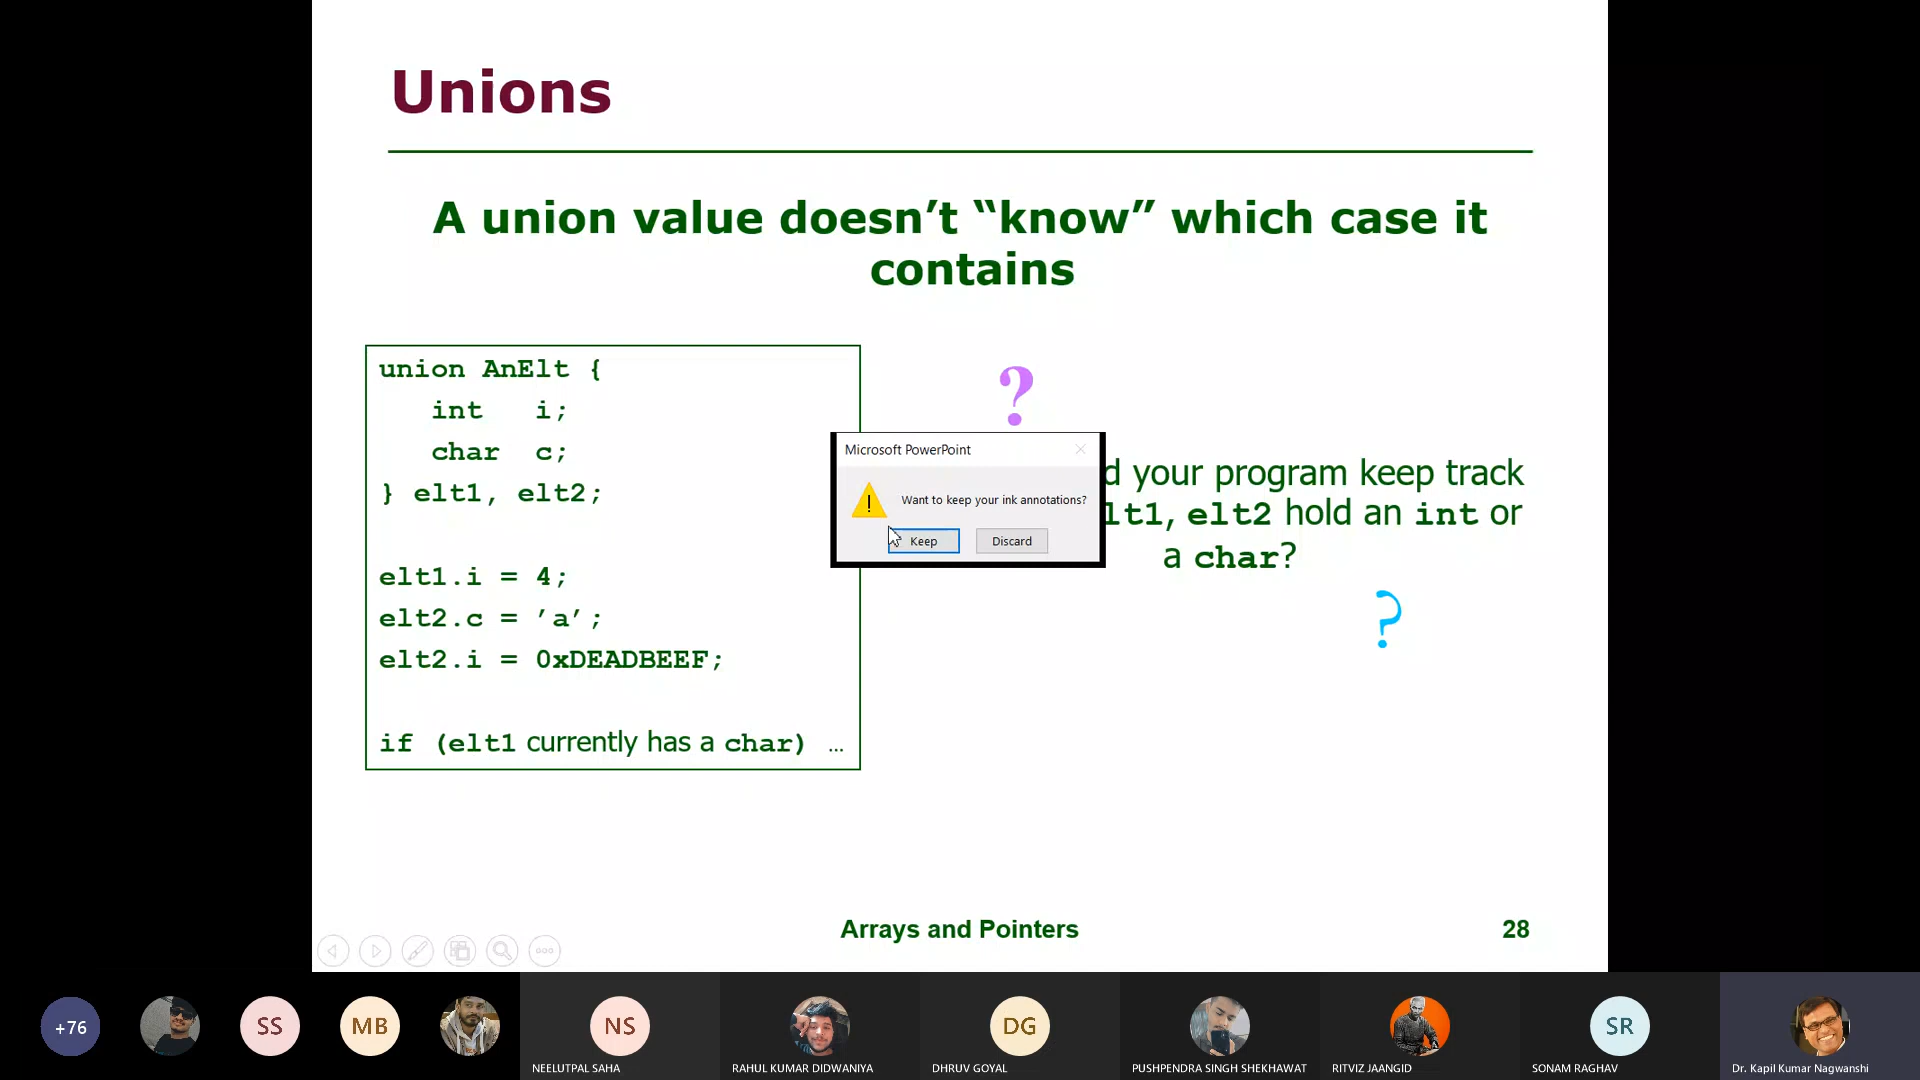 Unions
A union value doesn’t “know” which case it
contains
union AnElt {
int i;
char c;
} elt1, elt2;
elt1.i = 4;
elt2.c = ’a’;
elt2.i = 0xDEADBEEF;
if (elt1 currently has a char) …
?
your program keep track
elt2 hold an int or
a char?
?
Microsoft PowerPoint
Want to keep your ink annotations?
Keep
Discard
Arrays and Pointers
28
+76
SS
MB
NS
DG
SR
NEELUTPAL SAHA
RAHUL KUMAR DIDWANIYA
DHRUV GOYAL
PUSHPENDRA SINGH SHEKHAWAT
RITVIZ JAANGID
SONAM RAGHAV
Dr. Kapil Kumar Nagwanshi